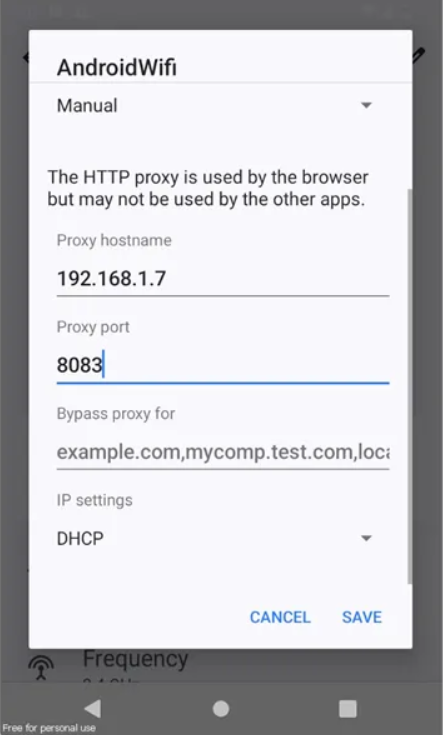 AndroidWifi
Manual
The HTTP proxy is used by the browser
but may not be used by the other apps.
Proxy hostname
192.168.1.7
Proxy port
8083
Bypass proxy for
example.com,mycomp.test.com,loca
IP settings
DHCP
CANCEL SAVE
Frequency
Free for personal use